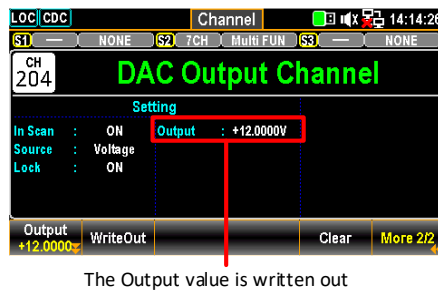 LOC CDC Channel 14:14:26
S1 — NONE S2 7CH Multi FUN S3 — NONE
CH 204 DAC Output Channel
Setting
In Scan : ON Output : +12.0000V
Source : Voltage
Lock : ON
Output +12.0000 WriteOut Clear More 2/2
The Output value is written out